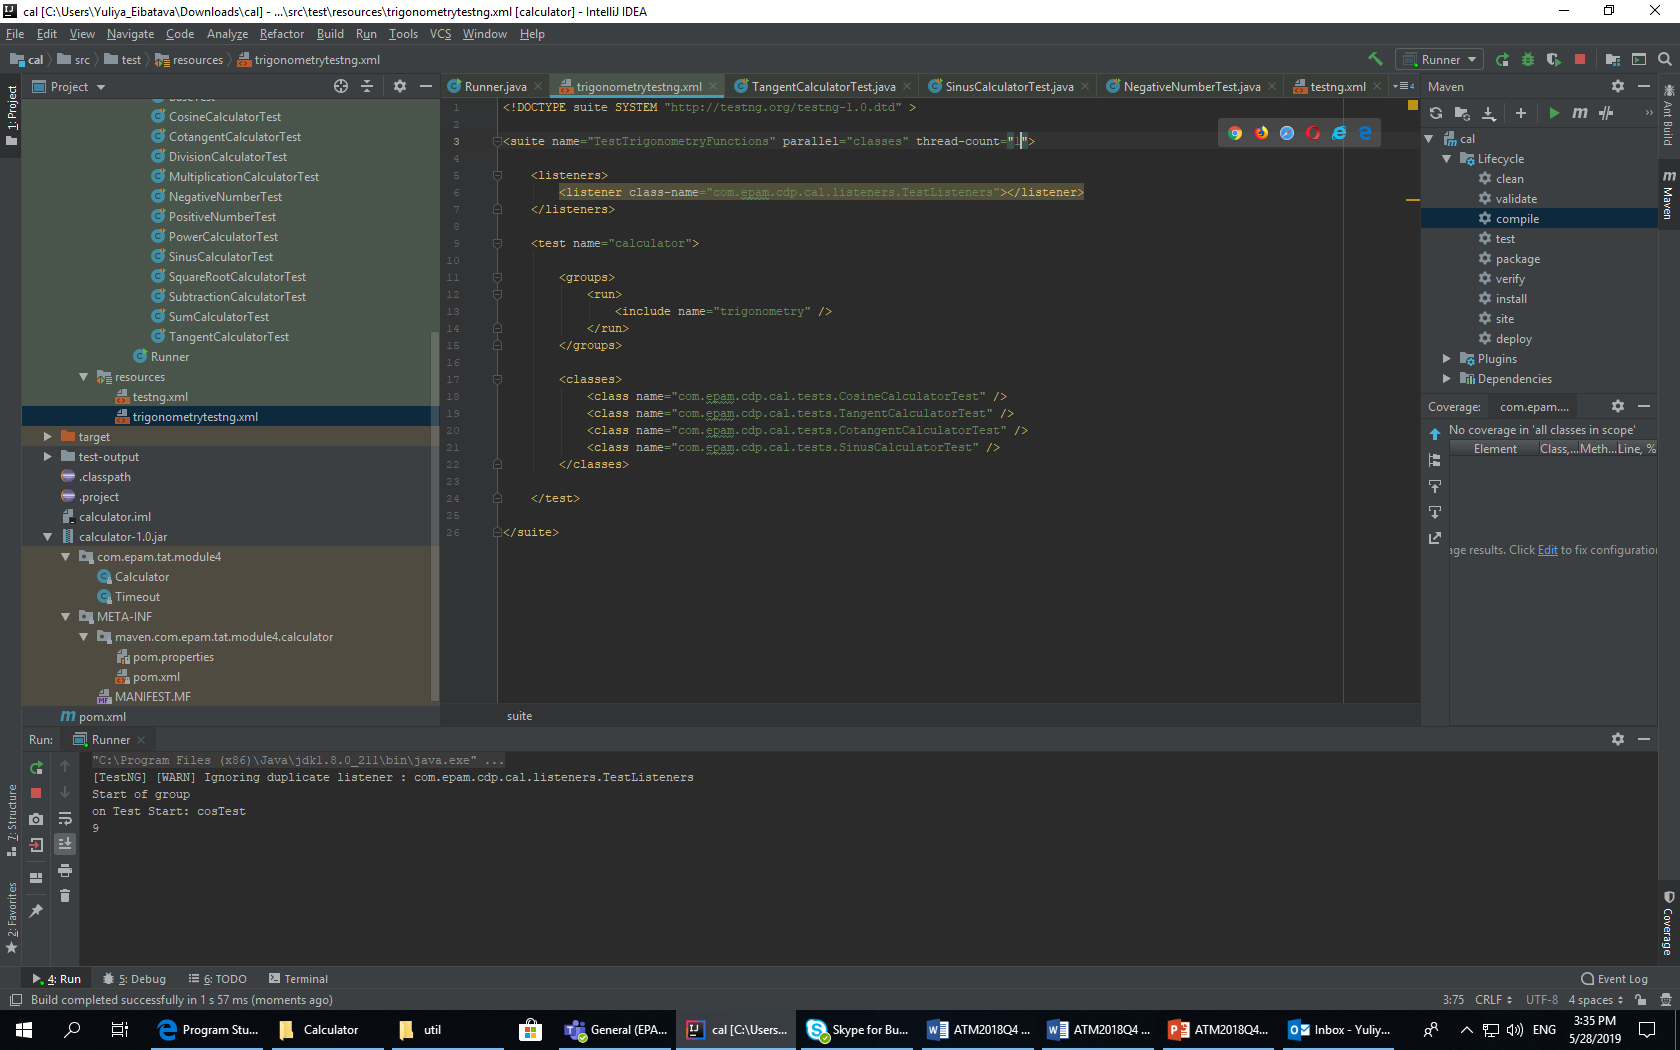 cal [C:\Users\Yuliya_Eibatava\Downloads\cal] - ...\src\test\resources\trigonometrytestng.xml [calculator] - IntelliJ IDEA
File Edit View Navigate Code Analyze Refactor Build Run Tools VCS Window Help
cal src test resources trigonometrytestng.xml Runner
Project
Runner.java trigonometrytestng.xml TangentCalculatorTest.java SinusCalculatorTest.java NegativeNumberTest.java testng.xml
1: Project
CosineCalculatorTest
CotangentCalculatorTest
DivisionCalculatorTest
MultiplicationCalculatorTest
NegativeNumberTest
PositiveNumberTest
PowerCalculatorTest
SinusCalculatorTest
SquareRootCalculatorTest
SubtractionCalculatorTest
SumCalculatorTest
TangentCalculatorTest
Runner
resources
testng.xml
trigonometrytestng.xml
target
test-output
.classpath
.project
calculator.iml
calculator-1.0.jar
com.epam.tat.module4
Calculator
Timeout
META-INF
maven.com.epam.tat.module4.calculator
pom.properties
pom.xml
MANIFEST.MF
pom.xml
1 <!DOCTYPE suite SYSTEM "http://testng.org/testng-1.0.dtd" >
2
3 <suite name="TestTrigonometryFunctions" parallel="classes" thread-count="1">
4
5 <listeners>
6 <listener class-name="com.epam.cdp.cal.listeners.TestListeners"></listener>
7 </listeners>
8
9 <test name="calculator">
10
11 <groups>
12 <run>
13 <include name="trigonometry" />
14 </run>
15 </groups>
16
17 <classes>
18 <class name="com.epam.cdp.cal.tests.CosineCalculatorTest" />
19 <class name="com.epam.cdp.cal.tests.TangentCalculatorTest" />
20 <class name="com.epam.cdp.cal.tests.CotangentCalculatorTest" />
21 <class name="com.epam.cdp.cal.tests.SinusCalculatorTest" />
22 </classes>
23
24 </test>
25
26 </suite>
suite
Maven
cal
Lifecycle
clean
validate
compile
test
package
verify
install
site
deploy
Plugins
Dependencies
Coverage: com.epam....
No coverage in 'all classes in scope'
Element Class,... Meth... Line, %
age results. Click Edit to fix configuration
Ant Build
Maven
Coverage
Run: Runner
"C:\Program Files (x86)\Java\jdk1.8.0_211\bin\java.exe" ...
[TestNG] [WARN] Ignoring duplicate listener : com.epam.cdp.cal.listeners.TestListeners
Start of group
on Test Start: cosTest
9
7: Structure
2: Favorites
4: Run 5: Debug 6: TODO Terminal Event Log
Build completed successfully in 1 s 57 ms (moments ago) 3:75 CRLF UTF-8 4 spaces
Program Stu... Calculator util General (EPA... cal [C:\Users... Skype for Bu... ATM2018Q4 ... ATM2018Q4 ... ATM2018Q4... Inbox - Yuliy... ENG
3:35 PM
5/28/2019